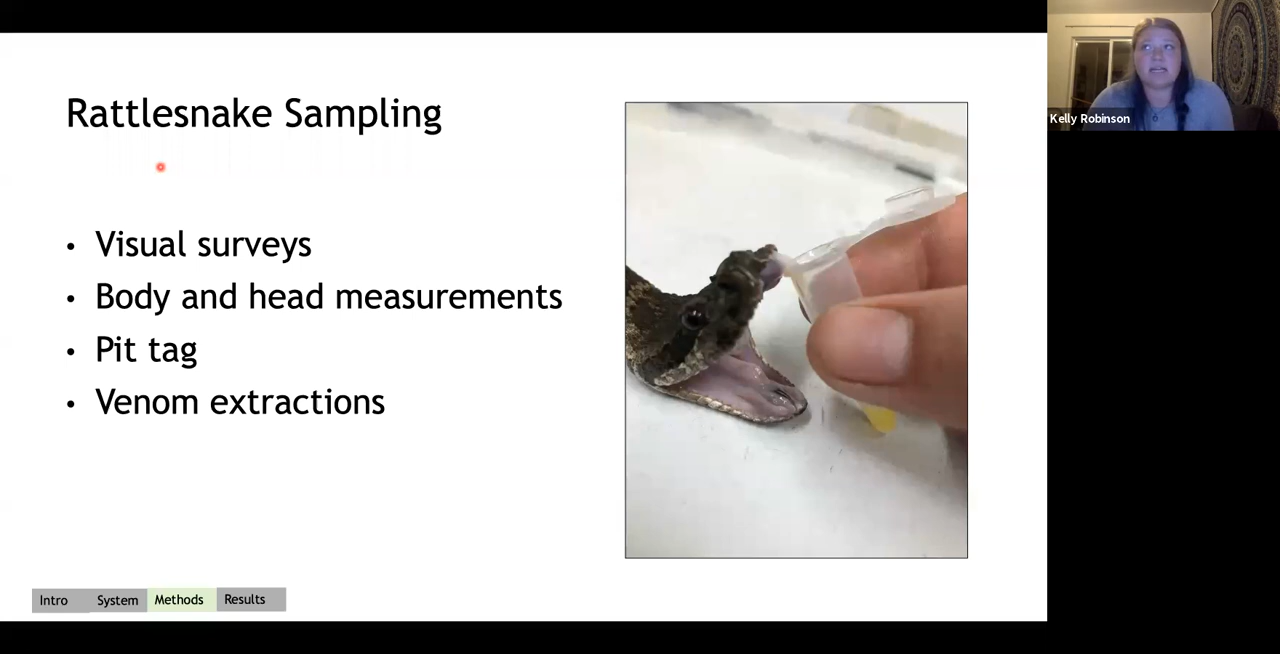 Rattlesnake Sampling
• Visual surveys
• Body and head measurements
• Pit tag
• Venom extractions
Intro System Methods Results
Kelly Robinson